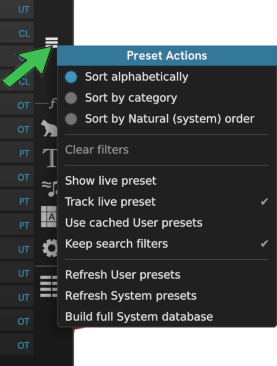 UT
CL
Preset Actions
Sort alphabetically
CL
Sort by category
OT
Sort by Natural (system) order
OT
PT
Clear filters
OT
Show live preset
PT
Track live preset
PT
Use cached User presets
UT
Keep search filters
UT
Refresh User presets
UT
Refresh System presets
OT
Build full System database
OT